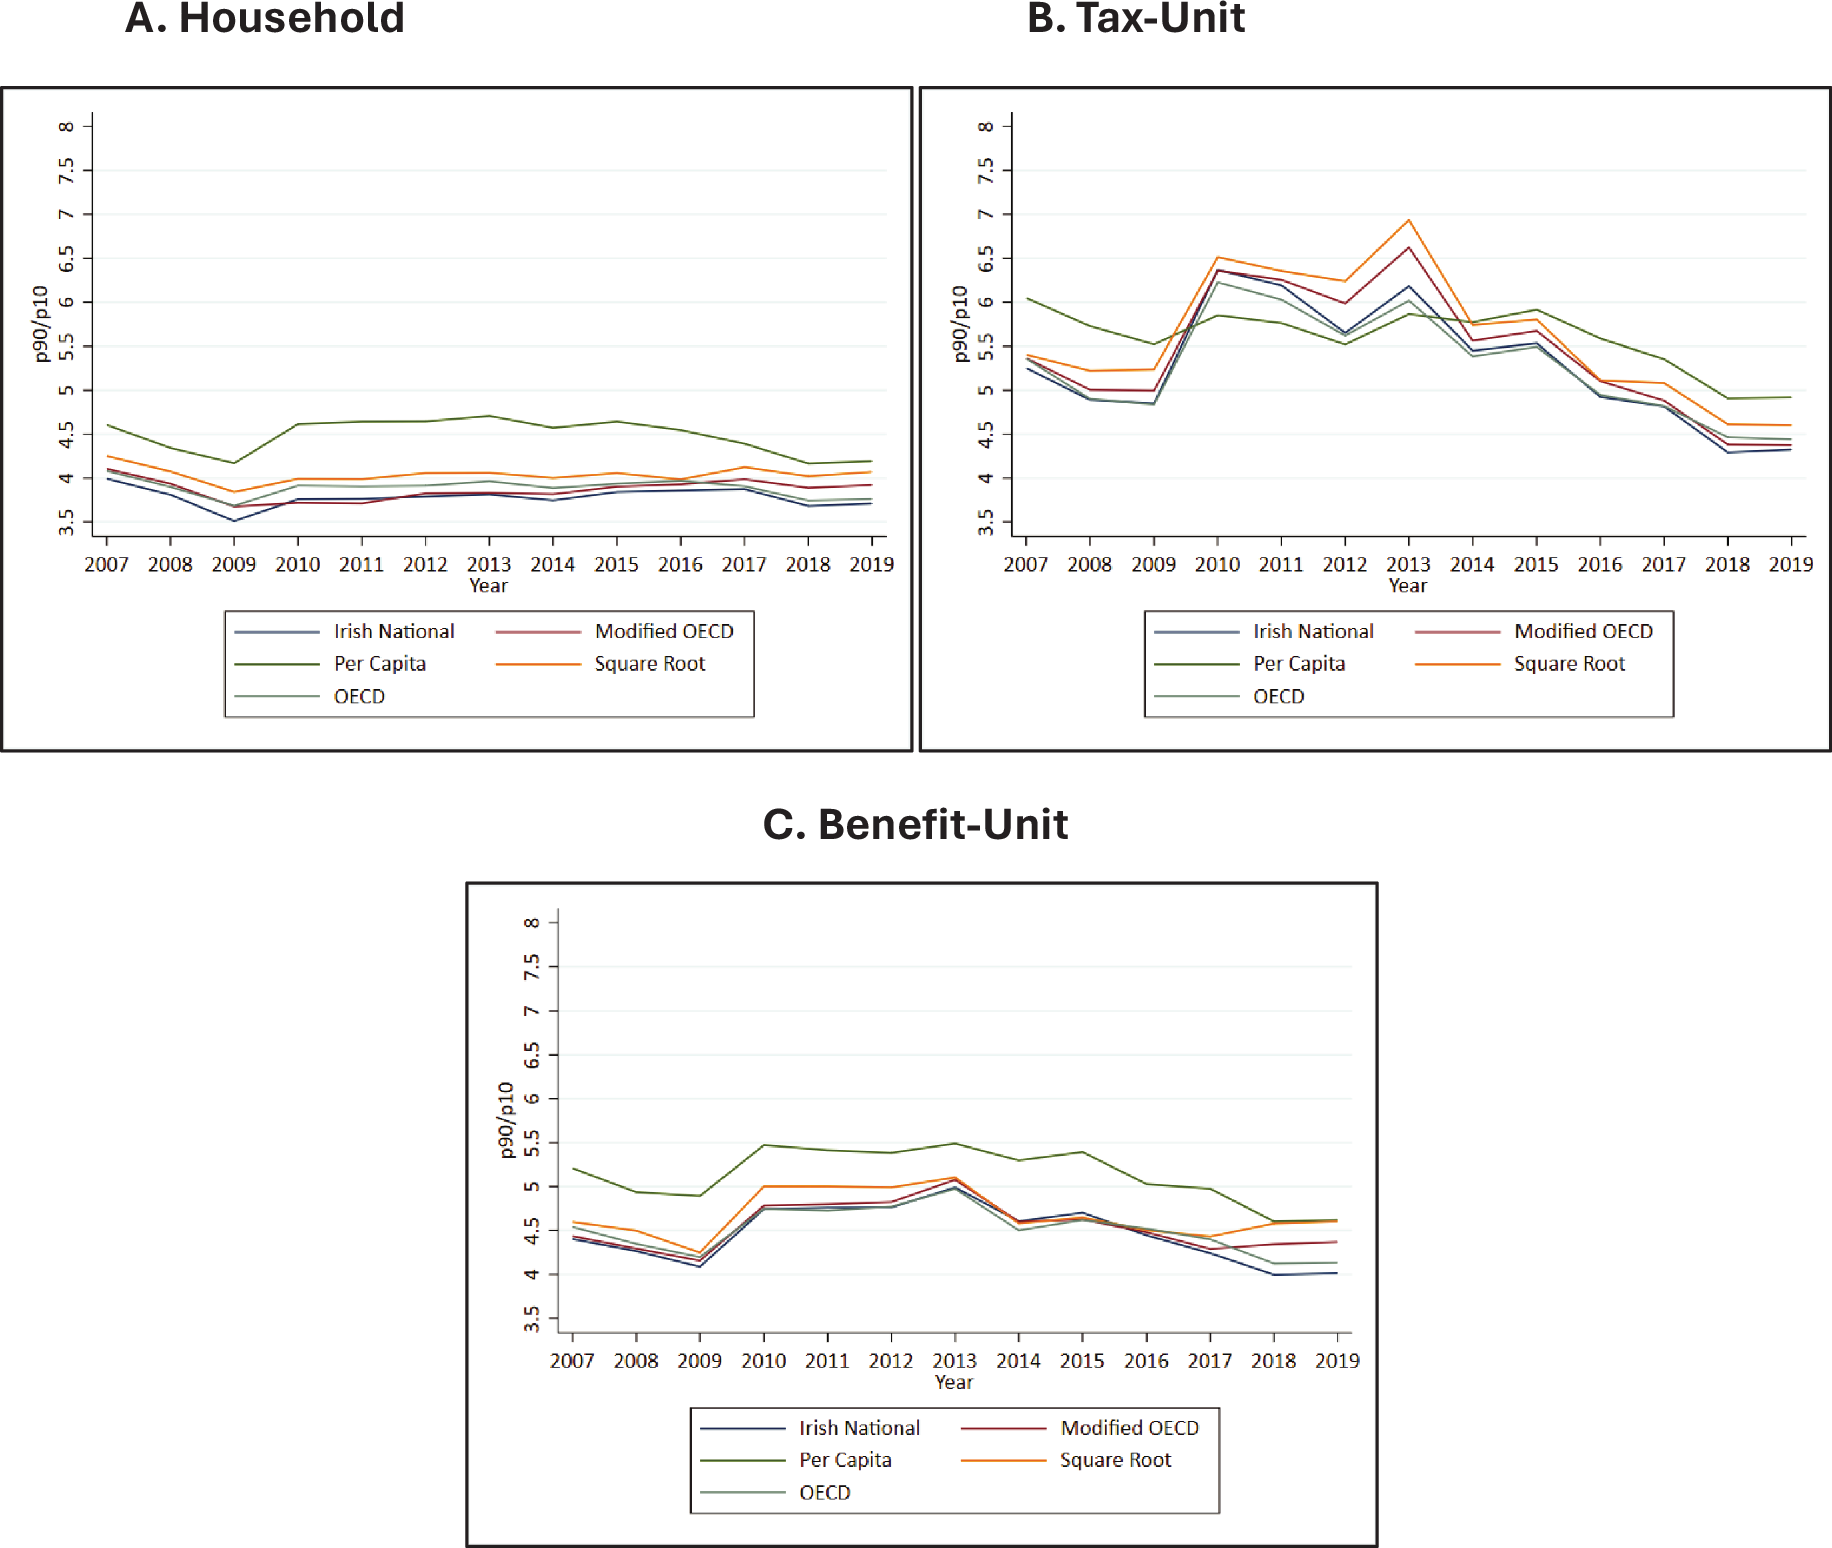 A. Household
8
7.5
7
6.5
6
5.5
5
4.5
4
3.5
p90/p10
2007 2008 2009 2010 2011 2012 2013 2014 2015 2016 2017 2018 2019
Year
Irish National Modified OECD
Per Capita Square Root
OECD
B. Tax-Unit
8
7.5
7
6.5
6
5.5
5
4.5
4
3.5
p90/p10
2007 2008 2009 2010 2011 2012 2013 2014 2015 2016 2017 2018 2019
Year
Irish National Modified OECD
Per Capita Square Root
OECD
C. Benefit-Unit
8
7.5
7
6.5
6
5.5
5
4.5
4
3.5
p90/p10
2007 2008 2009 2010 2011 2012 2013 2014 2015 2016 2017 2018 2019
Year
Irish National Modified OECD
Per Capita Square Root
OECD